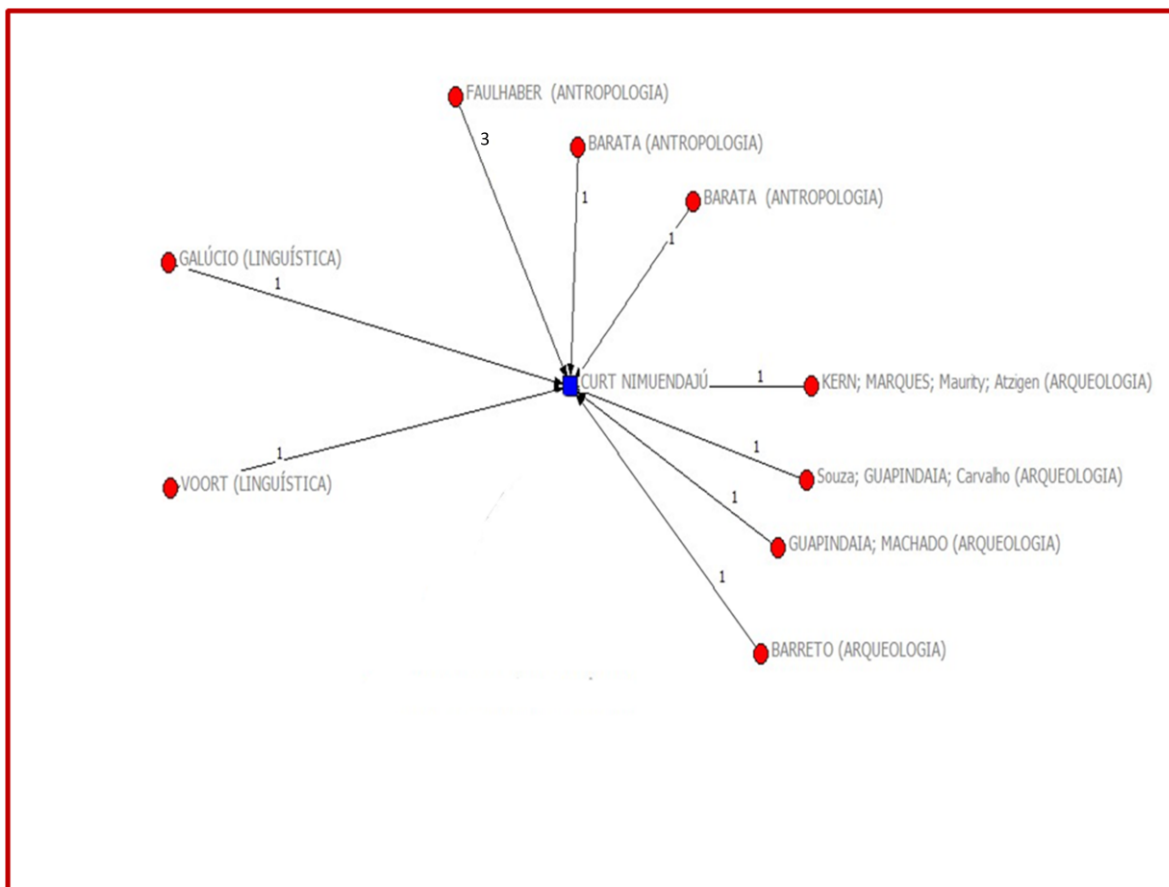 FAULHABER (ANTROPOLOGIA)
3
BARATA (ANTROPOLOGIA)
1
BARATA (ANTROPOLOGIA)
1
GALÚCIO (LINGUÍSTICA)
1
CURT NIMUENDAJÚ
1
KERN; MARQUES; Maurity; Atzigen (ARQUEOLOGIA)
1
VOORT (LINGUÍSTICA)
1
Souza; GUAPINDAIA; Carvalho (ARQUEOLOGIA)
1
GUAPINDAIA; MACHADO (ARQUEOLOGIA)
1
BARRETO (ARQUEOLOGIA)